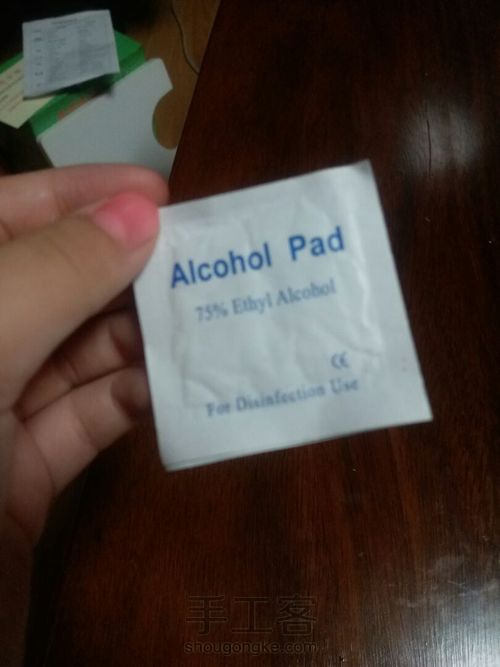 Alcohol Pad
75% Ethyl Alcohol
CE
For Disinfection Use
手工客
shougongke.com